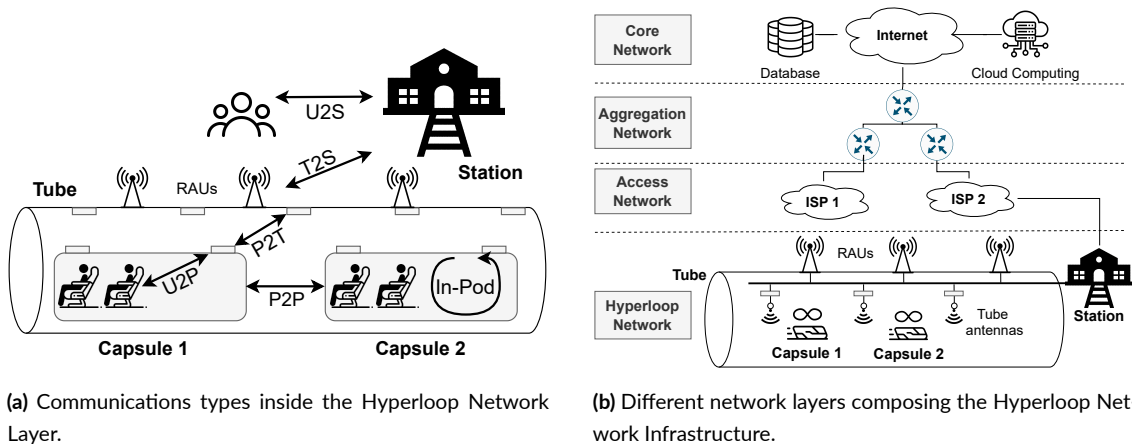 U2S
T2S
Station
Tube
RAUs
P2T
U2P
P2P
In-Pod
Capsule 1
Capsule 2
(a) Communications types inside the Hyperloop Network
Layer.
Core
Network
Database
Internet
Cloud Computing
Aggregation
Network
Access
Network
ISP 1
ISP 2
RAUs
Tube
Hyperloop
Network
Tube
antennas
Station
Capsule 1
Capsule 2
(b) Different network layers composing the Hyperloop Net-
work Infrastructure.